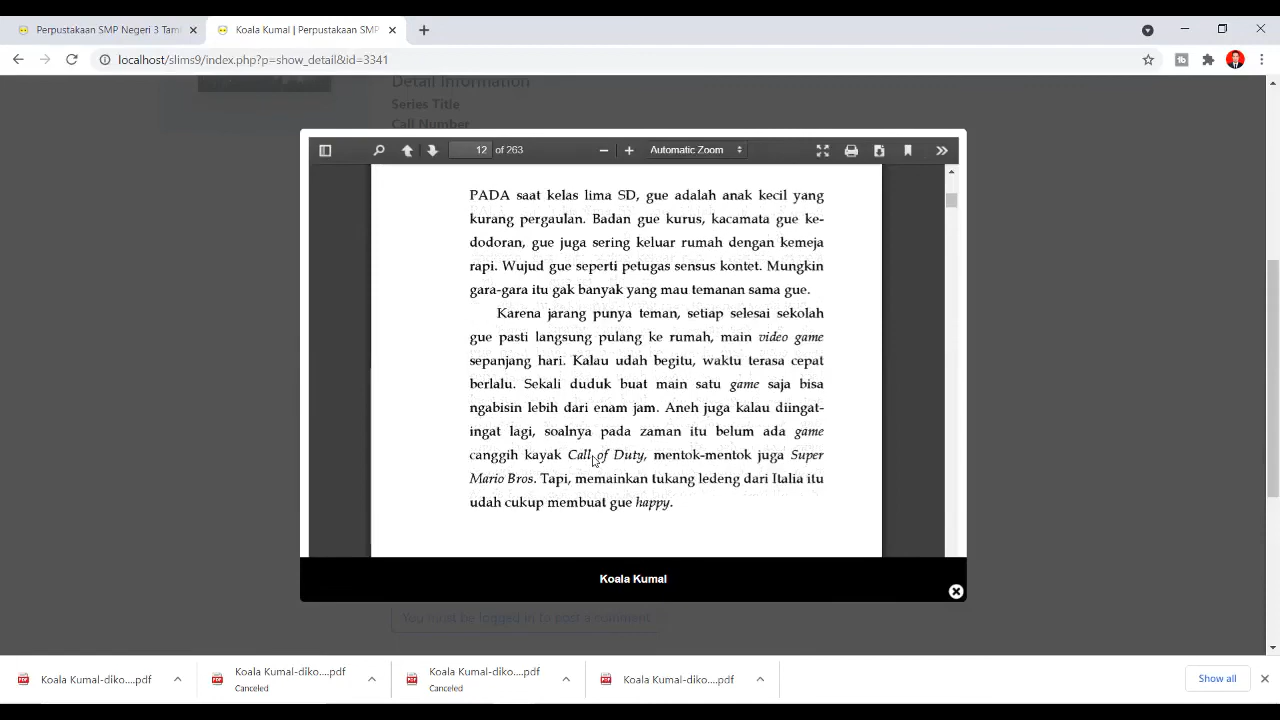 Perpustakaan SMP Negeri 3 Tam
Koala Kumal | Perpustakaan SMP
localhost/slims9/index.php?p=show_detail&id=3341
Detail Information
Series Title
Call Number
12 of 263
Automatic Zoom
PADA saat kelas lima SD, gue adalah anak kecil yang
kurang pergaulan. Badan gue kurus, kacamata gue ke-
dodoran, gue juga sering keluar rumah dengan kemeja
rapi. Wujud gue seperti petugas sensus kontet. Mungkin
gara-gara itu gak banyak yang mau temanan sama gue.
Karena jarang punya teman, setiap selesai sekolah
gue pasti langsung pulang ke rumah, main video game
sepanjang hari. Kalau udah begitu, waktu terasa cepat
berlalu. Sekali duduk buat main satu game saja bisa
ngabisin lebih dari enam jam. Aneh juga kalau diingat-
ingat lagi, soalnya pada zaman itu belum ada game
canggih kayak Call of Duty, mentok-mentok juga Super
Mario Bros. Tapi, memainkan tukang ledeng dari Italia itu
udah cukup membuat gue happy.
Koala Kumal
You must be logged in to post a comment
Koala Kumal-diko....pdf
Koala Kumal-diko....pdf
Canceled
Koala Kumal-diko....pdf
Canceled
Koala Kumal-diko....pdf
Show all